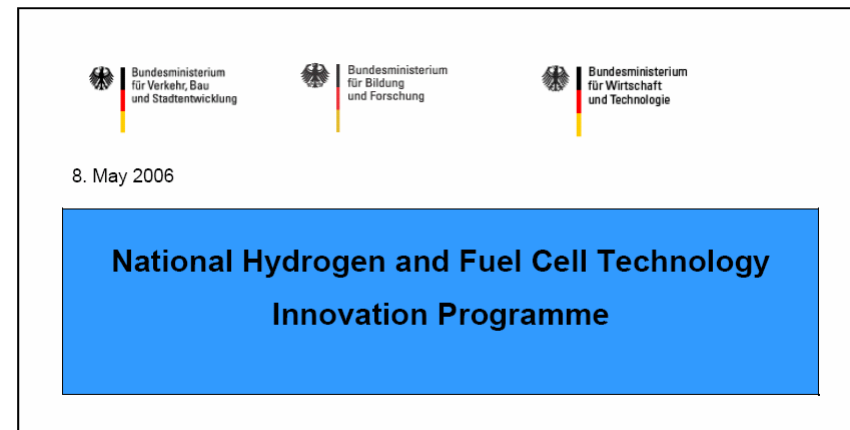 Bundesministerium
für Verkehr, Bau
und Stadtentwicklung
Bundesministerium
für Bildung
und Forschung
Bundesministerium
für Wirtschaft
und Technologie
8. May 2006
National Hydrogen and Fuel Cell Technology
Innovation Programme